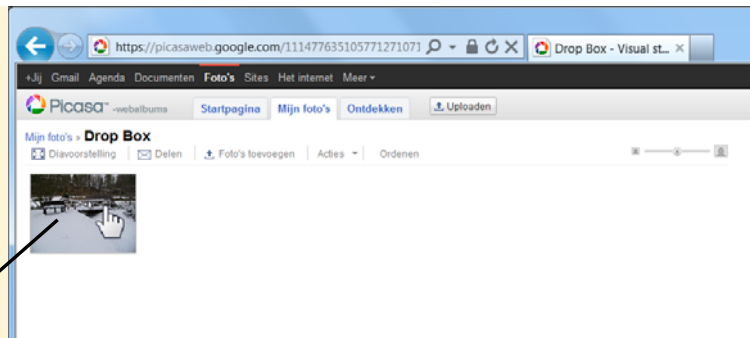 https://picasaweb.google.com/111477635105771271071
Drop Box - Visual st...
+Jij Gmail Agenda Documenten Foto's Sites Het internet Meer
Picasa™ -webalbums Startpagina Mijn foto's Ontdekken Uploaden
Mijn foto's » Drop Box
Diavoorstelling Delen Foto's toevoegen Acties Ordenen